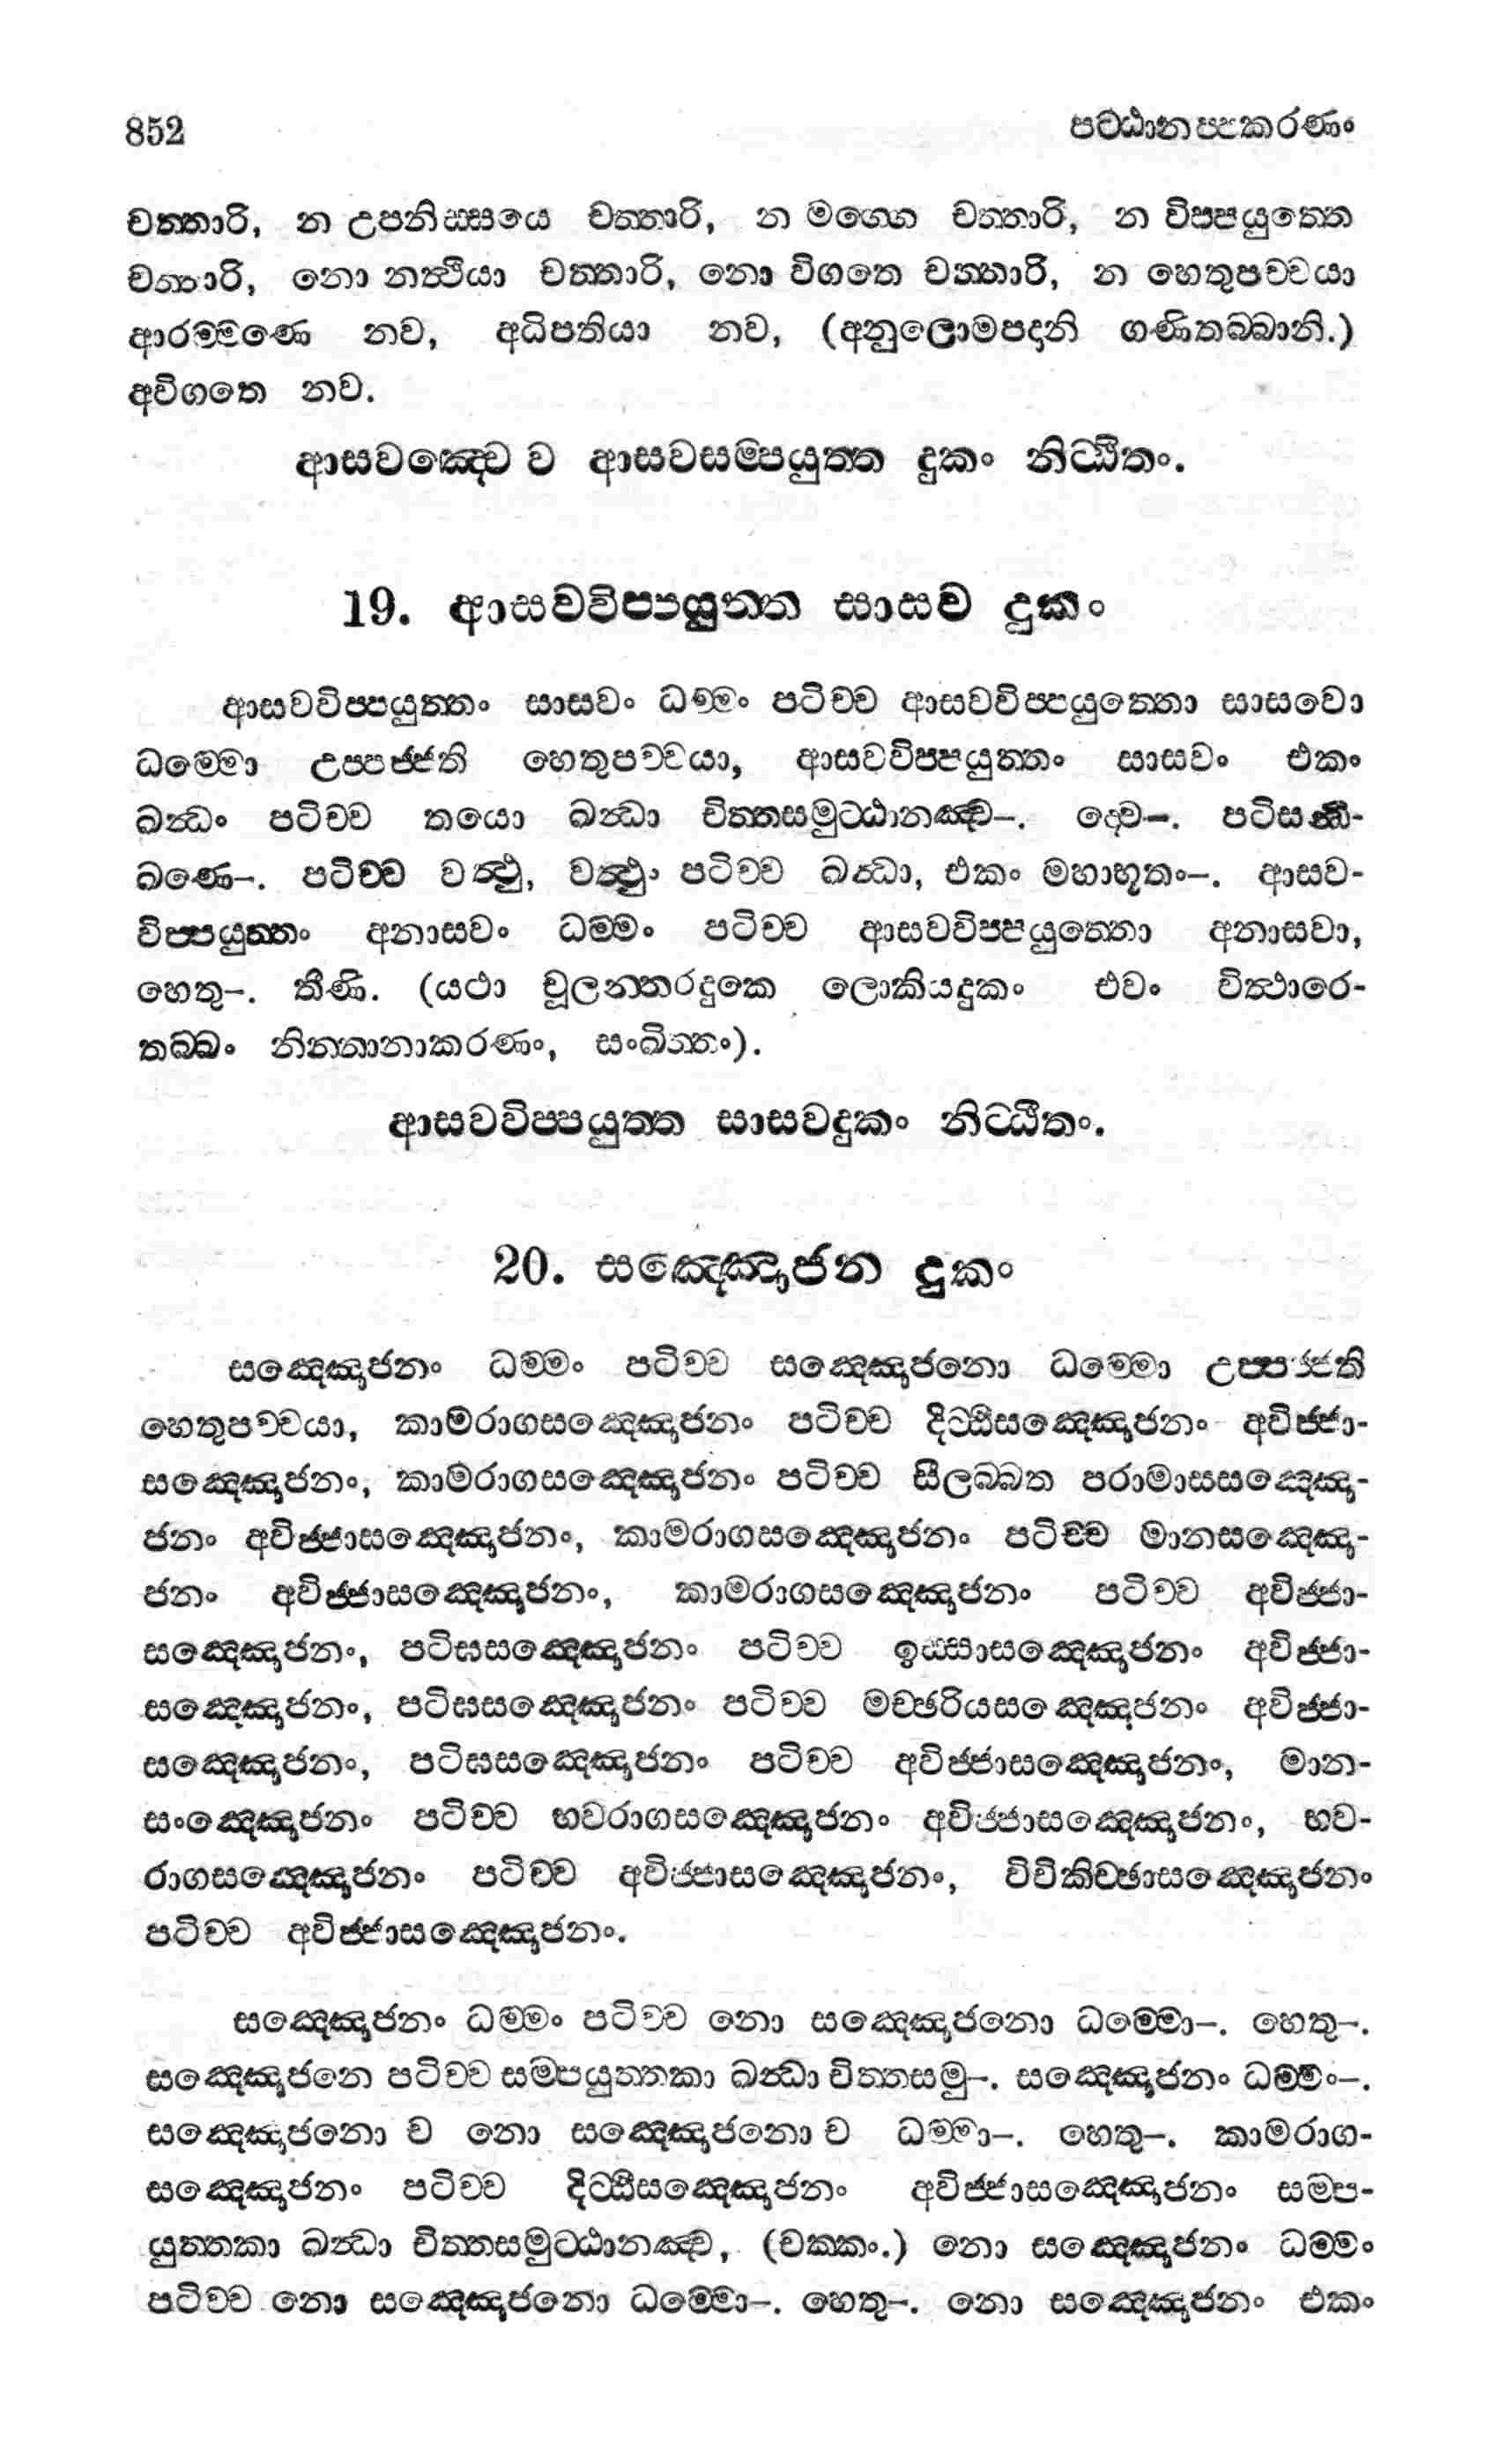 852 පට්ඨානප්පකරණං
චත්තාරි, න උපනිස්සයෙ චත්තාරි, න මග්ගෙ චත්තාරි, න විප්පයුත්තෙ
චත්තාරි, නො නත්ථියා චත්තාරි, නො විගතෙ චත්තාරි, න හෙතුපච්චයා
ආරම්මණෙ නව, අධිපතියා නව, (අනුලොමපදානි ගණිතබ්බානි.)
අවිගතෙ නව.
ආසවඤ්චෙව ආසවසම්පයුත්ත දුකං නිට්ඨිතං.
19. ආසවවිප්පයුත්ත සාසව දුකං
ආසවවිප්පයුත්තං සාසවං ධම්මං පටිච්ච ආසවවිප්පයුත්තො සාසවො
ධම්මො උප්පජ්ජති හෙතුපච්චයා, ආසවවිප්පයුත්තං සාසවං එකං
ඛන්ධං පටිච්ච තයො ඛන්ධා චිත්තසමුට්ඨානඤ්ච–. ද්වෙ–. පටිසන්ධි-
ඛණෙ–. පටිච්ච වත්ථු, වත්ථුං පටිච්ච ඛන්ධා, එකං මහාභූතං–. ආසව-
විප්පයුත්තං අනාසවං ධම්මං පටිච්ච ආසවවිප්පයුත්තො අනාසවා,
හෙතු–. තීණි. (යථා චූලන්තරදුකෙ ලොකියදුකං එවං විත්ථාරෙ-
තබ්බං නින්නානාකරණං, සංඛිත්තං).
ආසවවිප්පයුත්ත සාසවදුකං නිට්ඨිතං.
20. සඤ්ඤොජන දුකං
සඤ්ඤොජනං ධම්මං පටිච්ච සඤ්ඤොජනො ධම්මො උප්පජ්ජති
හෙතුපච්චයා, කාමරාගසඤ්ඤොජනං පටිච්ච දිට්ඨිසඤ්ඤොජනං අවිජ්ජා-
සඤ්ඤොජනං, කාමරාගසඤ්ඤොජනං පටිච්ච සීලබ්බත පරාමාසසඤ්ඤො-
ජනං අවිජ්ජාසඤ්ඤොජනං, කාමරාගසඤ්ඤොජනං පටිච්ච මානසඤ්ඤො-
ජනං අවිජ්ජාසඤ්ඤොජනං, කාමරාගසඤ්ඤොජනං පටිච්ච අවිජ්ජා-
සඤ්ඤොජනං, පටිඝසඤ්ඤොජනං පටිච්ච ඉස්සාසඤ්ඤොජනං අවිජ්ජා-
සඤ්ඤොජනං, පටිඝසඤ්ඤොජනං පටිච්ච මච්ඡරියසඤ්ඤොජනං අවිජ්ජා-
සඤ්ඤොජනං, පටිඝසඤ්ඤොජනං පටිච්ච අවිජ්ජාසඤ්ඤොජනං, මාන-
සංඤ්ඤොජනං පටිච්ච භවරාගසඤ්ඤොජනං අවිජ්ජාසඤ්ඤොජනං, භව-
රාගසඤ්ඤොජනං පටිච්ච අවිජ්ජාසඤ්ඤොජනං, විචිකිච්ඡාසඤ්ඤොජනං
පටිච්ච අවිජ්ජාසඤ්ඤොජනං.
සඤ්ඤොජනං ධම්මං පටිච්ච නො සඤ්ඤොජනො ධම්මො–. හෙතු–.
සඤ්ඤොජනෙ පටිච්ච සම්පයුත්තකා ඛන්ධා චිත්තසමු–. සඤ්ඤොජනං ධම්මං–.
සඤ්ඤොජනො ච නො සඤ්ඤොජනො ච ධම්මා–. හෙතු–. කාමරාග-
සඤ්ඤොජනං පටිච්ච දිට්ඨිසඤ්ඤොජනං අවිජ්ජාසඤ්ඤොජනං සම්ප-
යුත්තකා ඛන්ධා චිත්තසමුට්ඨානඤ්ච, (චක්කං.) නො සඤ්ඤොජනං ධම්මං
පටිච්ච නො සඤ්ඤොජනො ධම්මො–. හෙතු–. නො සඤ්ඤොජනං එකං